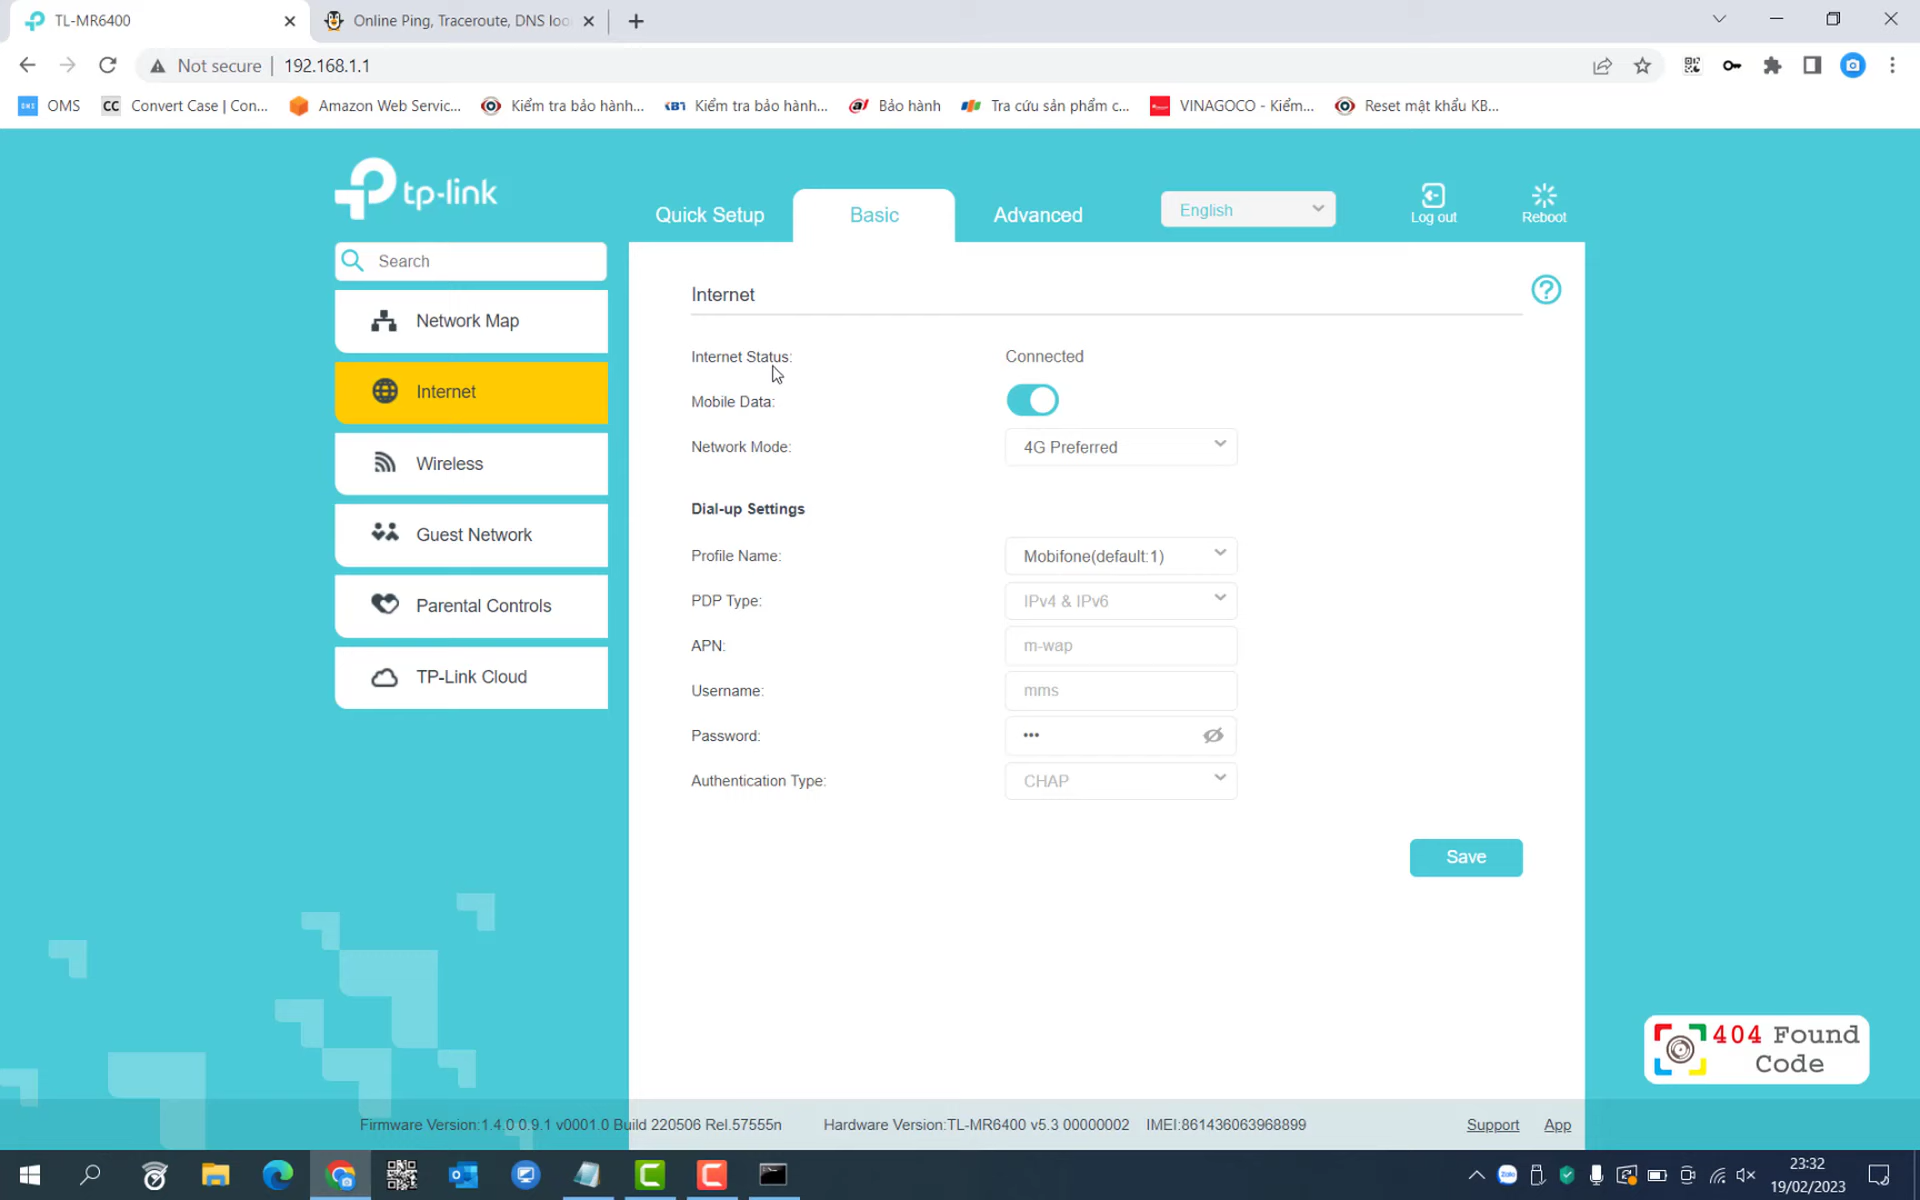 TL-MR6400
Online Ping, Traceroute, DNS loo
Not secure
192.168.1.1
OMS
CC Convert Case | Con...
Amazon Web Servic...
Kiểm tra bảo hành...
KB1 Kiểm tra bảo hành...
Bảo hành
Tra cứu sản phẩm c...
VINAGOCO - Kiểm...
Reset mật khẩu KB...
tp-link
Quick Setup
Basic
Advanced
English
Log out
Reboot
Search
Network Map
Internet
Wireless
Guest Network
Parental Controls
TP-Link Cloud
Internet
Internet Status: Connected
Mobile Data:
Network Mode: 4G Preferred
Dial-up Settings
Profile Name: Mobifone(default:1)
PDP Type: IPv4 & IPv6
APN: m-wap
Username: mms
Password: •••
Authentication Type: CHAP
Save
404 Found
Code
Firmware Version:1.4.0 0.9.1 v0001.0 Build 220506 Rel.57555n Hardware Version:TL-MR6400 v5.3 00000002 IMEI:861436063968899 Support App
23:32
19/02/2023